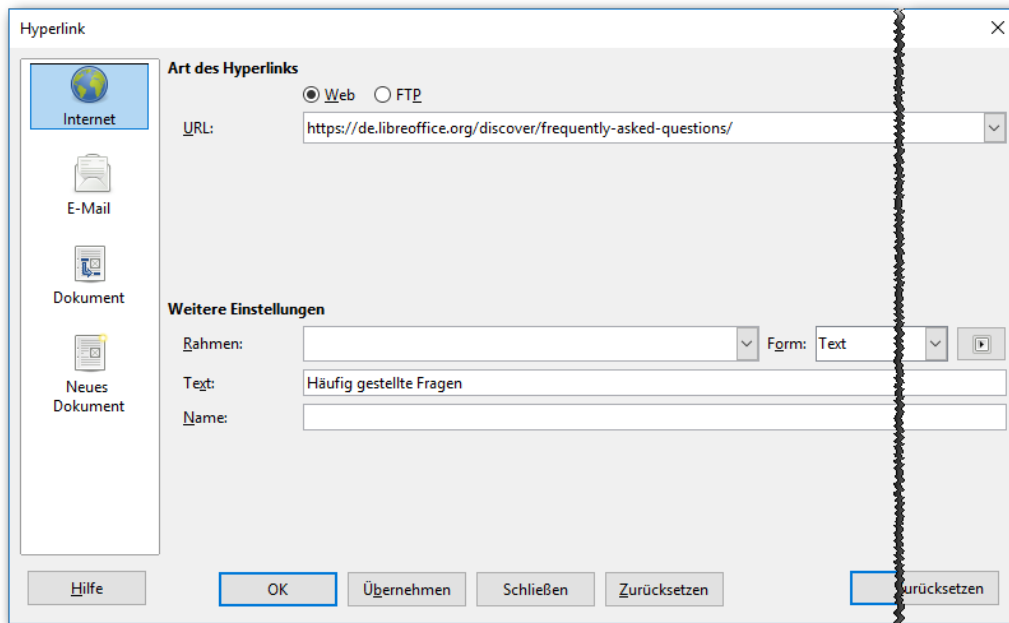 Hyperlink
Internet
E-Mail
Dokument
Neues
Dokument
Art des Hyperlinks
Web FTP
URL: https://de.libreoffice.org/discover/frequently-asked-questions/
Weitere Einstellungen
Rahmen: Form: Text
Text: Häufig gestellte Fragen
Name:
Hilfe OK Übernehmen Schließen Zurücksetzen urücksetzen